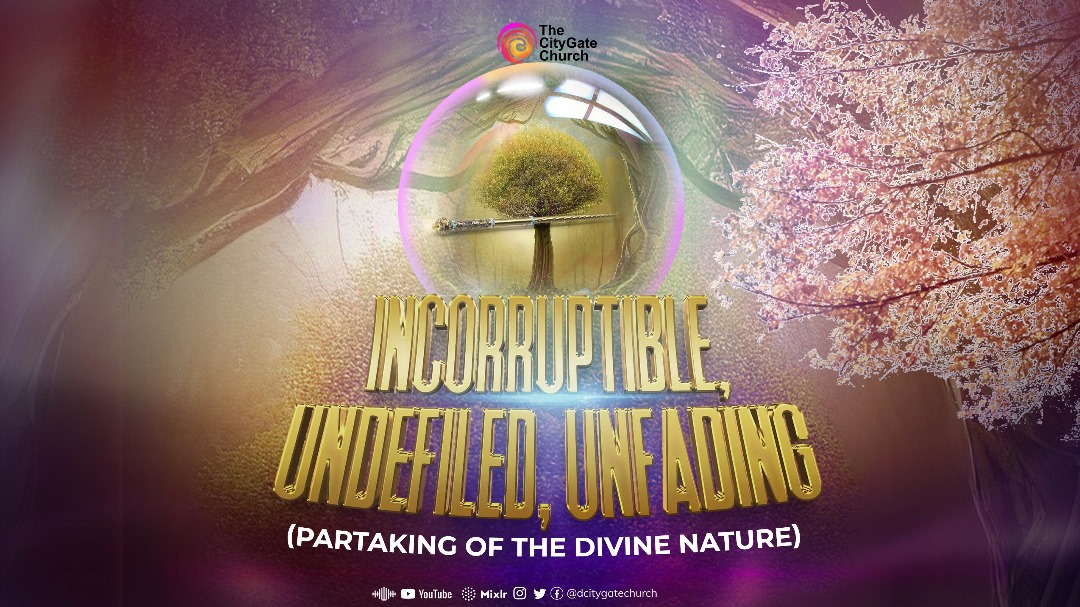 The
CityGate
Church
INCORRUPTIBLE,
UNDEFILED, UNFADING
(PARTAKING OF THE DIVINE NATURE)
YouTube Mixlr @dcitygatechurch